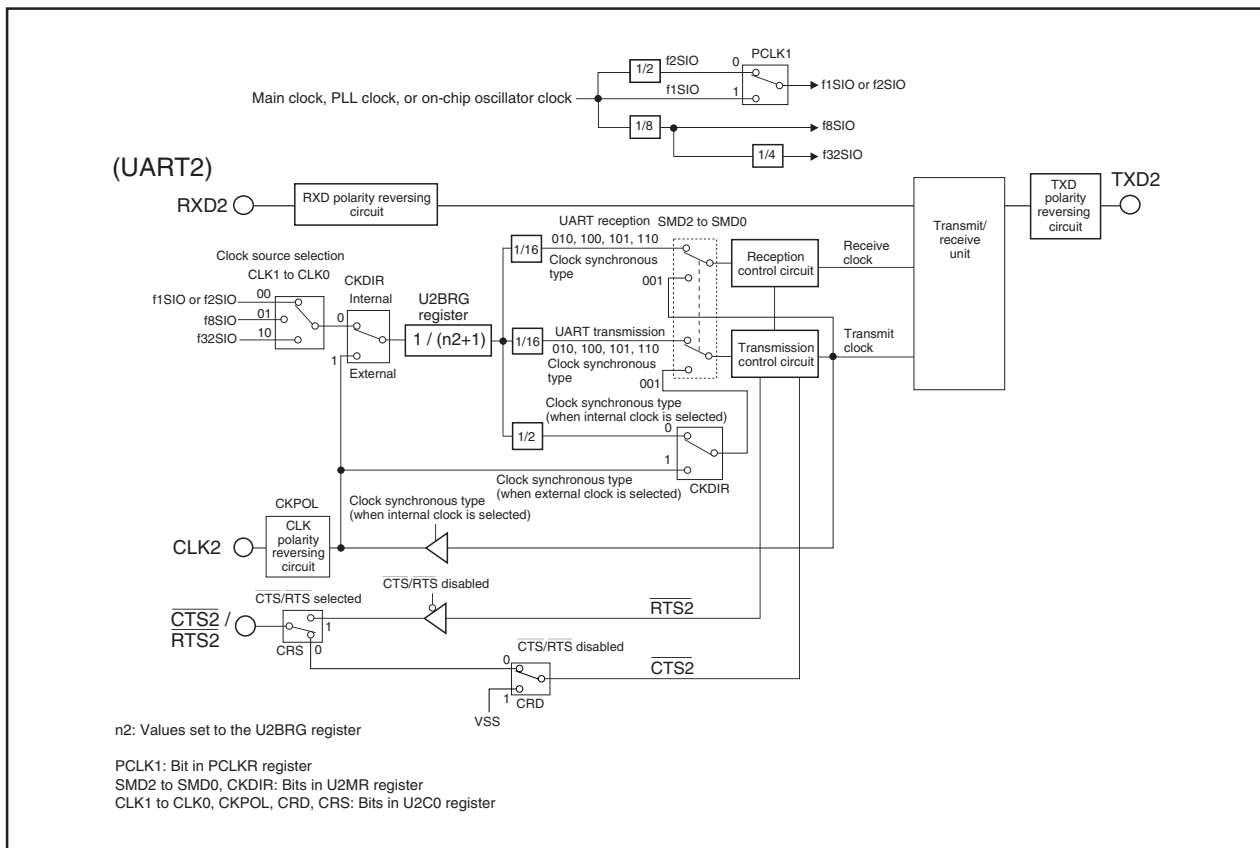 PCLK1
1/2
f2SIO
0
Main clock, PLL clock, or on-chip oscillator clock
f1SIO
1
f1SIO or f2SIO
1/8
f8SIO
1/4
f32SIO
(UART2)
RXD2
RXD polarity reversing
circuit
TXD
polarity
reversing
circuit
TXD2
Transmit/
receive
unit
UART reception
SMD2 to SMD0
1/16
010, 100, 101, 110
Clock synchronous
type
001
Reception
control circuit
Receive
clock
Clock source selection
CLK1 to CLK0
f1SIO or f2SIO
00
f8SIO
01
f32SIO
10
CKDIR
Internal
0
1
External
U2BRG
register
1 / (n2+1)
1/16
UART transmission
010, 100, 101, 110
Clock synchronous
type
001
Transmission
control circuit
Transmit
clock
Clock synchronous type
(when internal clock is selected)
1/2
0
1
CKDIR
Clock synchronous type
(when external clock is selected)
Clock synchronous type
(when internal clock is selected)
CKPOL
CLK2
CLK
polarity
reversing
circuit
CTS/RTS disabled
CTS/RTS selected
CTS2 /
RTS2
1
0
CRS
RTS2
CTS/RTS disabled
0
1
CRD
VSS
CTS2
n2: Values set to the U2BRG register
PCLK1: Bit in PCLKR register
SMD2 to SMD0, CKDIR: Bits in U2MR register
CLK1 to CLK0, CKPOL, CRD, CRS: Bits in U2C0 register